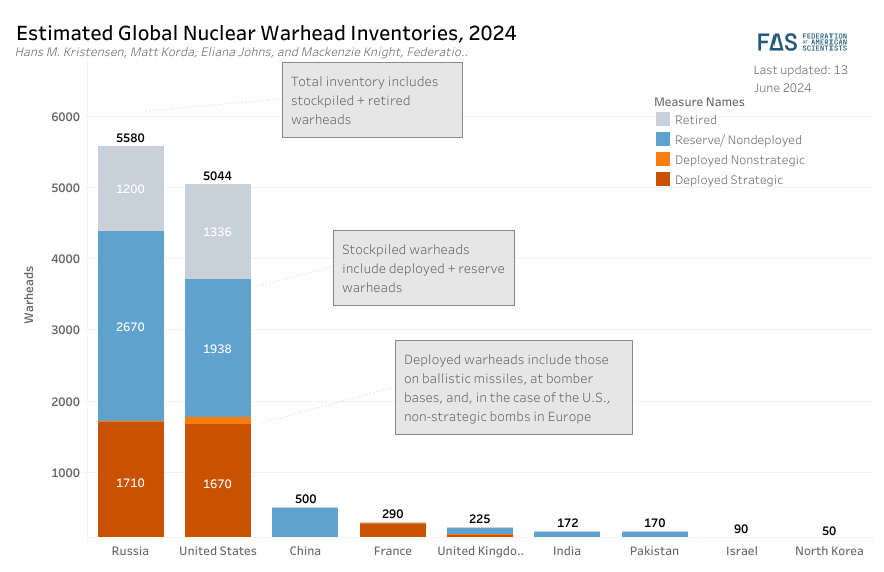 Estimated Global Nuclear Warhead Inventories, 2024
Hans M. Kristensen, Matt Korda, Eliana Johns, and Mackenzie Knight, Federatio..
FAS FEDERATION
OF AMERICAN
SCIENTISTS
Last updated: 13
June 2024
Measure Names
Retired
Reserve/ Nondeployed
Deployed Nonstrategic
Deployed Strategic
Total inventory includes
stockpiled + retired
warheads
Stockpiled warheads
include deployed + reserve
warheads
Deployed warheads include those
on ballistic missiles, at bomber
bases, and, in the case of the U.S.,
non-strategic bombs in Europe
Warheads
6000
5000
4000
3000
2000
1000
5580
1200
2670
1710
5044
1336
1938
1670
500
290
225
172
170
90
50
Russia
United States
China
France
United Kingdo..
India
Pakistan
Israel
North Korea